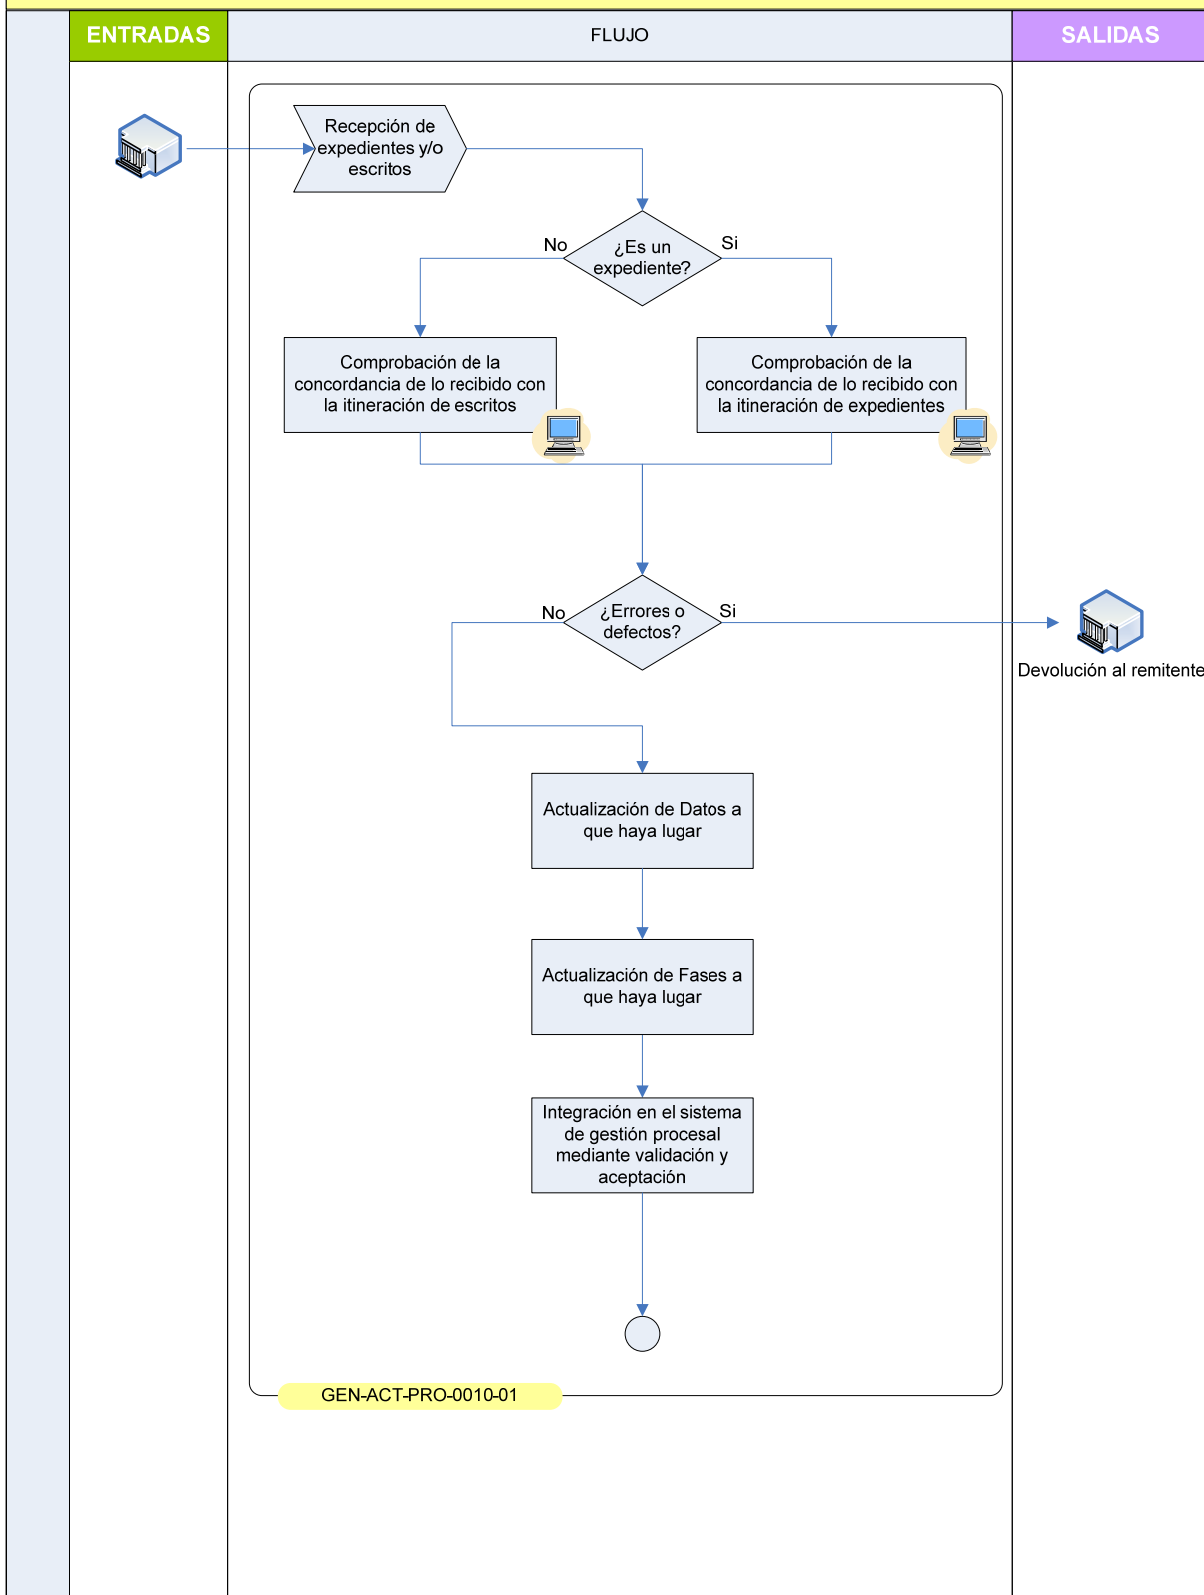 ENTRADAS
FLUJO
SALIDAS
Recepción de
expedientes y/o
escritos
¿Es un
expediente?
No
Si
Comprobación de la
concordancia de lo recibido con
la itineración de escritos
Comprobación de la
concordancia de lo recibido con
la itineración de expedientes
¿Errores o
defectos?
No
Si
Devolución al remitente
Actualización de Datos a
que haya lugar
Actualización de Fases a
que haya lugar
Integración en el sistema
de gestión procesal
mediante validación y
aceptación
GEN-ACT-PRO-0010-01